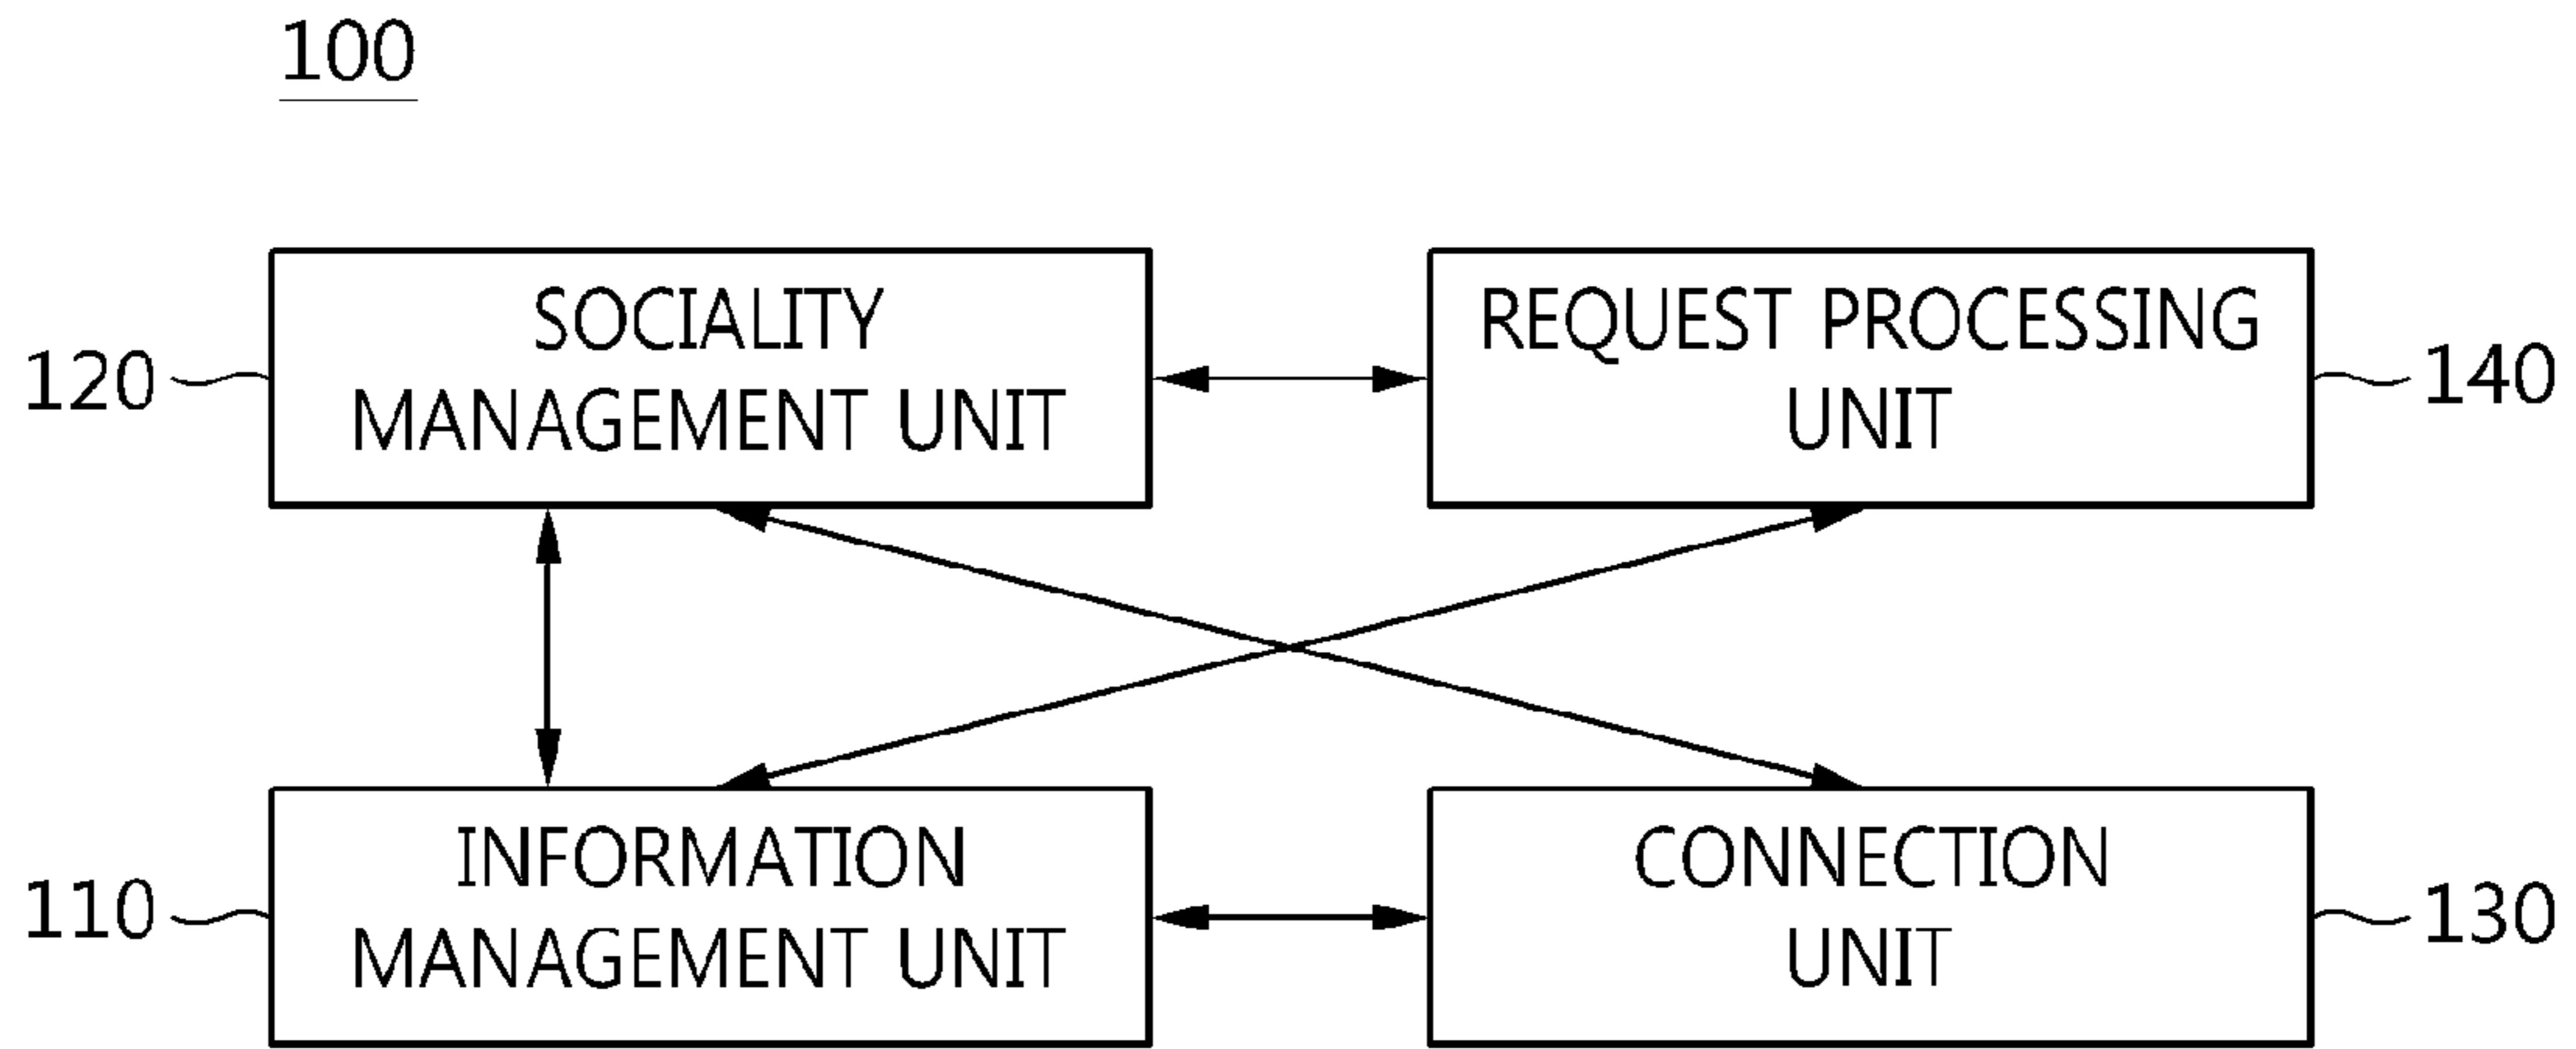 100
120
SOCIALITY
MANAGEMENT UNIT
REQUEST PROCESSING
UNIT
140
110
INFORMATION
MANAGEMENT UNIT
CONNECTION
UNIT
130